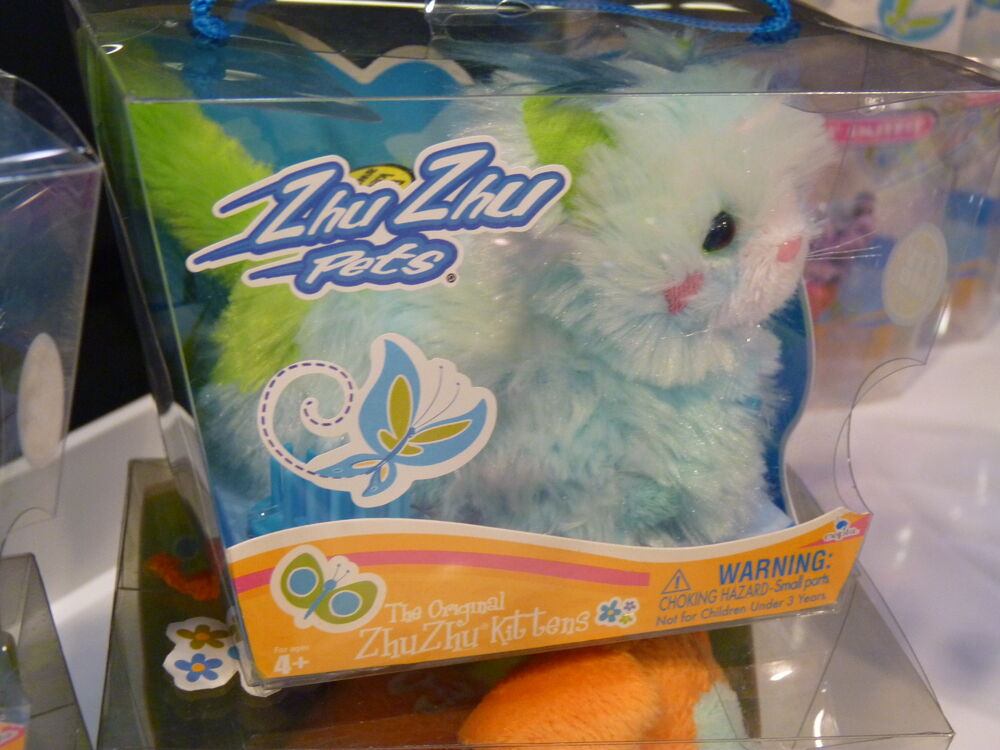 Zhu Zhu
Pets®
The Original
ZhuZhu® Kittens
For ages
4+
WARNING:
CHOKING HAZARD-Small parts
Not for Children Under 3 Years.